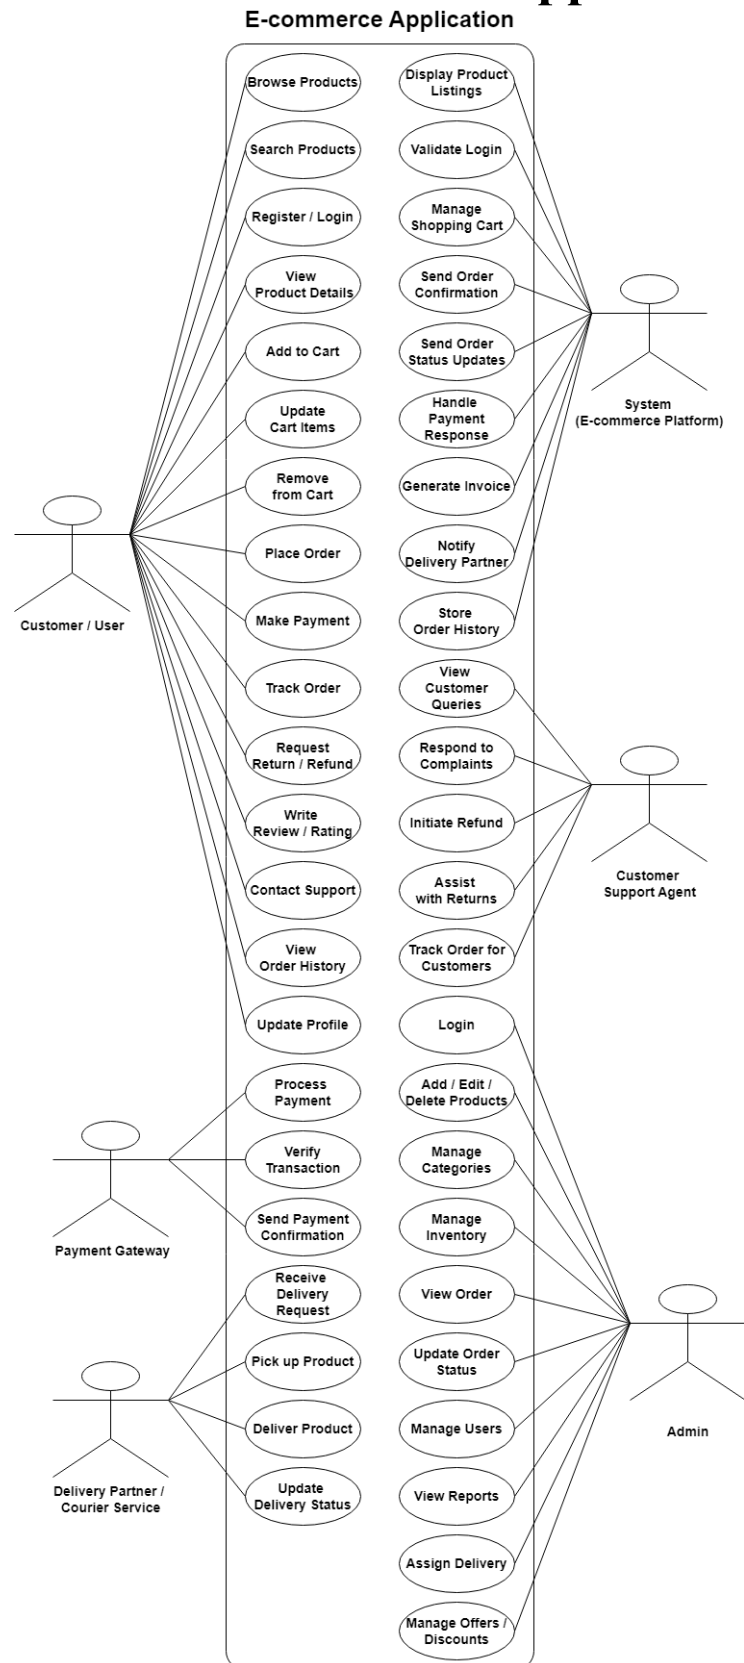 E-commerce Application
Browse Products
Search Products
Register / Login
View
Product Details
Add to Cart
Update
Cart Items
Remove
from Cart
Place Order
Make Payment
Track Order
Request
Return / Refund
Write
Review / Rating
Contact Support
View
Order History
Update Profile
Process
Payment
Verify
Transaction
Send Payment
Confirmation
Receive
Delivery
Request
Pick up Product
Deliver Product
Update
Delivery Status
Display Product
Listings
Validate Login
Manage
Shopping Cart
Send Order
Confirmation
Send Order
Status Updates
Handle
Payment
Response
Generate Invoice
Notify
Delivery Partner
Store
Order History
View
Customer
Queries
Respond to
Complaints
Initiate Refund
Assist
with Returns
Track Order for
Customers
Login
Add / Edit /
Delete Products
Manage
Categories
Manage
Inventory
View Order
Update Order
Status
Manage Users
View Reports
Assign Delivery
Manage Offers /
Discounts
Customer / User
Payment Gateway
Delivery Partner /
Courier Service
System
(E-commerce Platform)
Customer
Support Agent
Admin